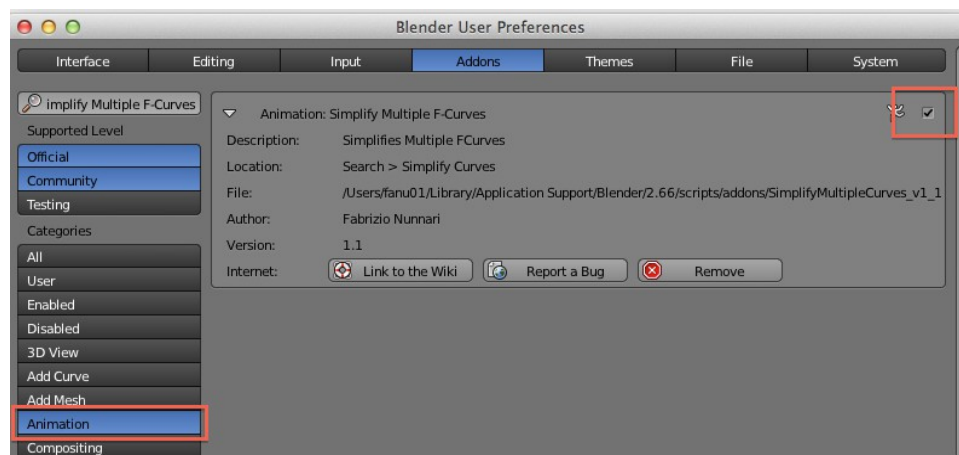 Blender User Preferences
Interface Editing Input Addons Themes File System
implify Multiple F-Curves
Supported Level
Official
Community
Testing
Categories
All
User
Enabled
Disabled
3D View
Add Curve
Add Mesh
Animation
Compositing
Animation: Simplify Multiple F-Curves
Description: Simplifies Multiple FCurves
Location: Search > Simplify Curves
File: /Users/fanu01/Library/Application Support/Blender/2.66/scripts/addons/SimplifyMultipleCurves_v1_1
Author: Fabrizio Nunnari
Version: 1.1
Internet: Link to the Wiki Report a Bug Remove